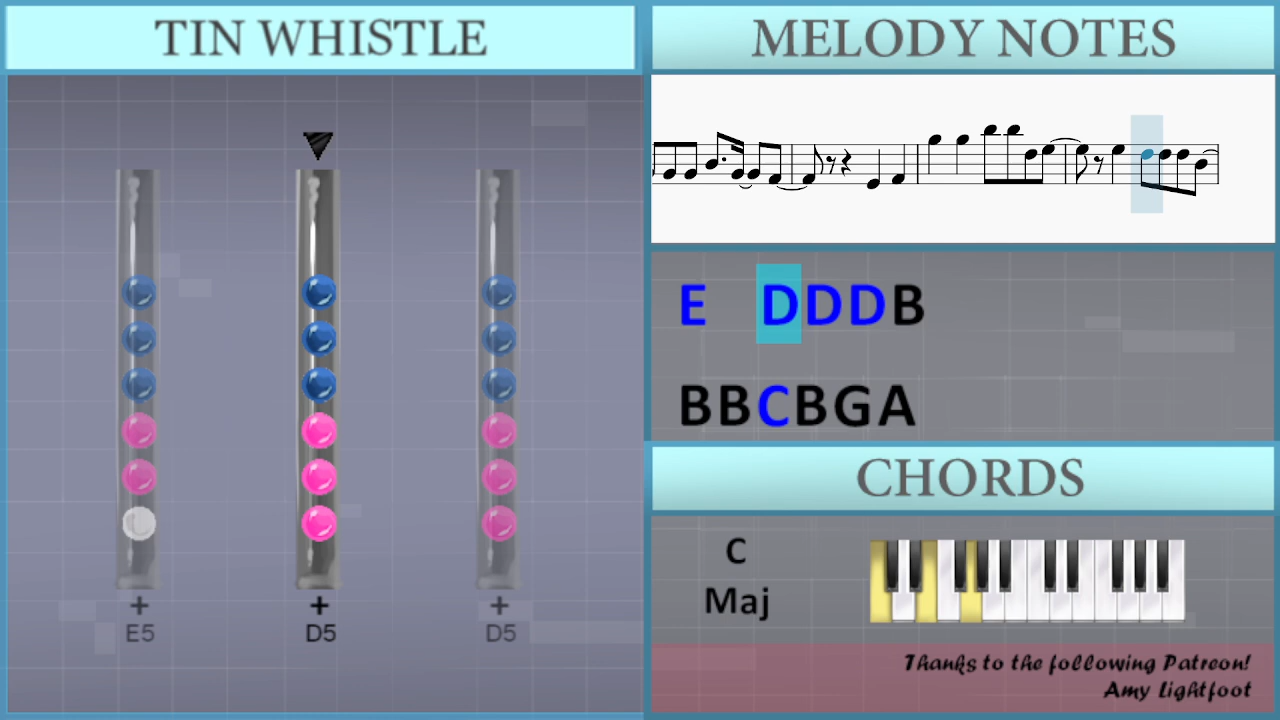 TIN WHISTLE
+ + +
E5 D5 D5
MELODY NOTES
E DDDB
BBCBGA
CHORDS
C
Maj
Thanks to the following Patreon!
Amy Lightfoot